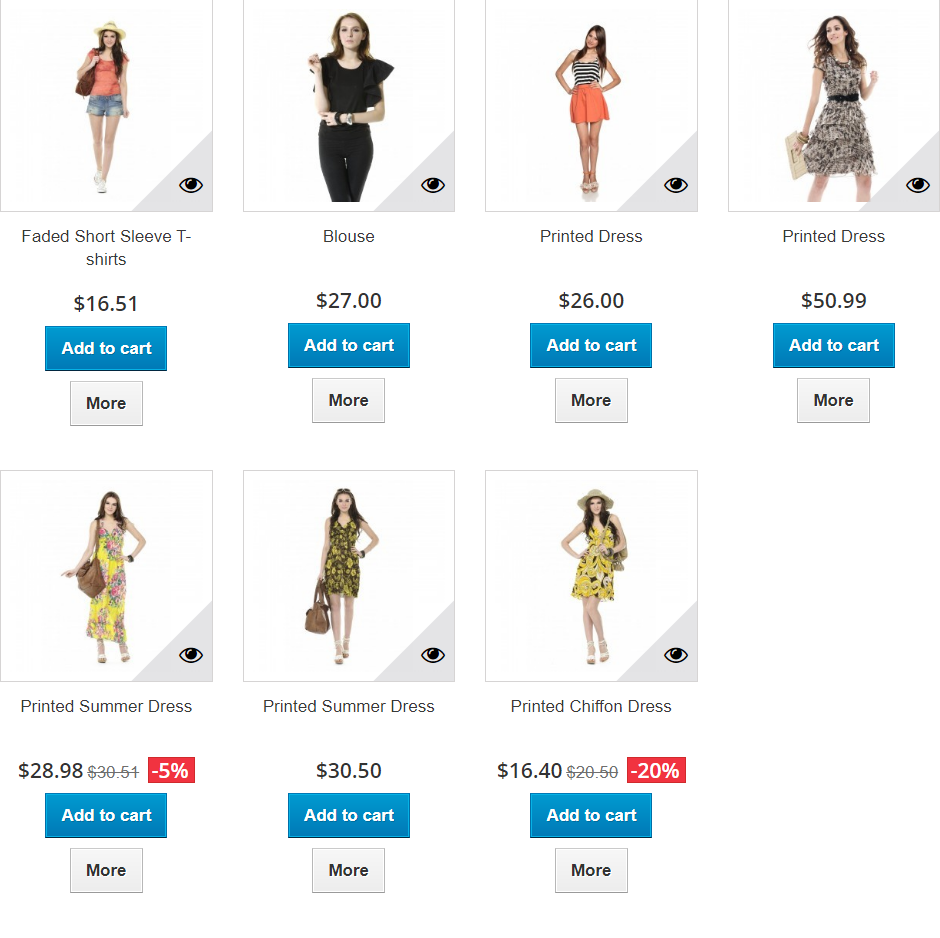 Faded Short Sleeve T-
shirts
$16.51
Add to cart
More
Blouse
$27.00
Add to cart
More
Printed Dress
$26.00
Add to cart
More
Printed Dress
$50.99
Add to cart
More
Printed Summer Dress
$28.98 $30.51 -5%
Add to cart
More
Printed Summer Dress
$30.50
Add to cart
More
Printed Chiffon Dress
$16.40 $20.50 -20%
Add to cart
More